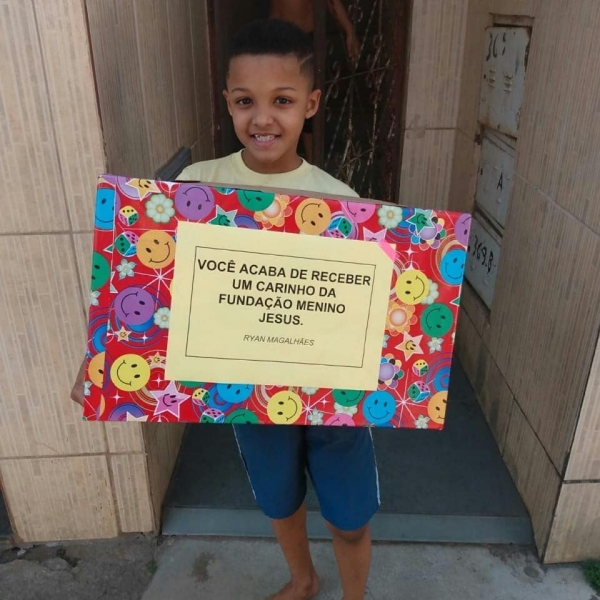 VOCÊ ACABA DE RECEBER
UM CARINHO DA
FUNDAÇÃO MENINO
JESUS.
RYAN MAGALHÃES
A